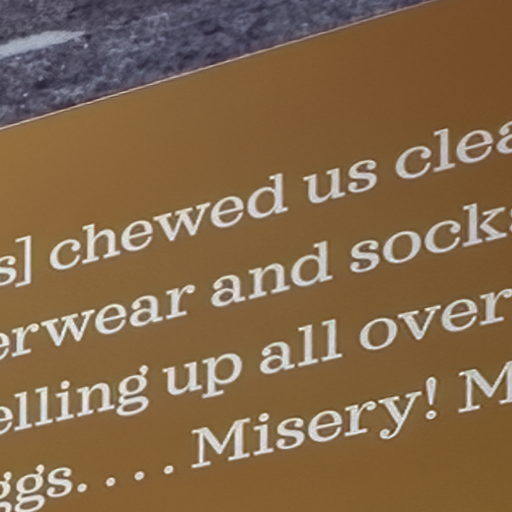 s] chewed us clea
erwear and socks
elling up all over
ggs. . . . Misery! M